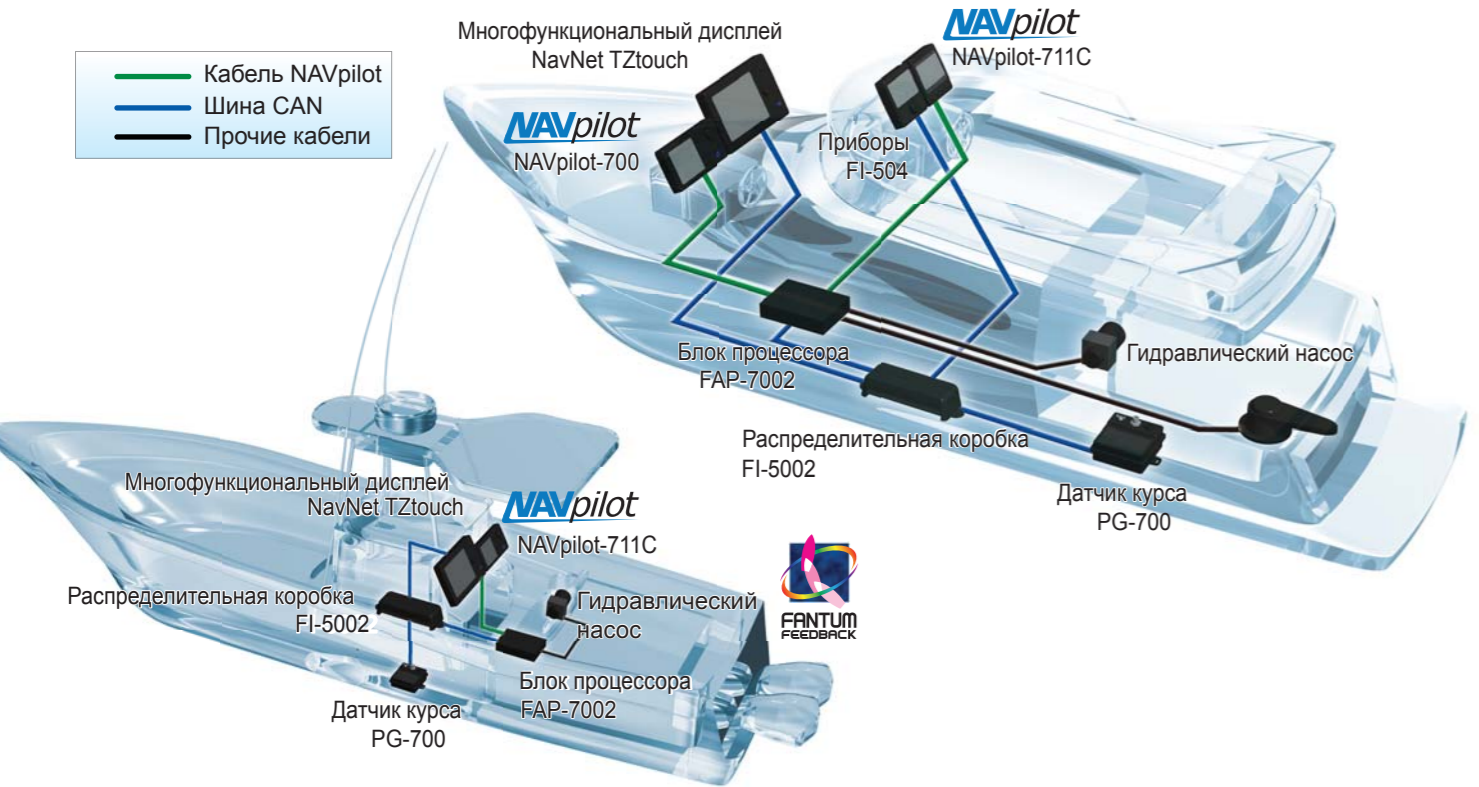 Кабель NAVpilot
Шина CAN
Прочие кабели
Многофункциональный дисплей
NavNet TZtouch
NAVpilot
NAVpilot-711C
NAVpilot
NAVpilot-700
Приборы
FI-504
Блок процессора
FAP-7002
Гидравлический насос
Распределительная коробка
FI-5002
Датчик курса
PG-700
Многофункциональный дисплей
NavNet TZtouch
NAVpilot
NAVpilot-711C
Распределительная коробка
FI-5002
Гидравлический
насос
Блок процессора
FAP-7002
Датчик курса
PG-700
FANTUM
FEEDBACK